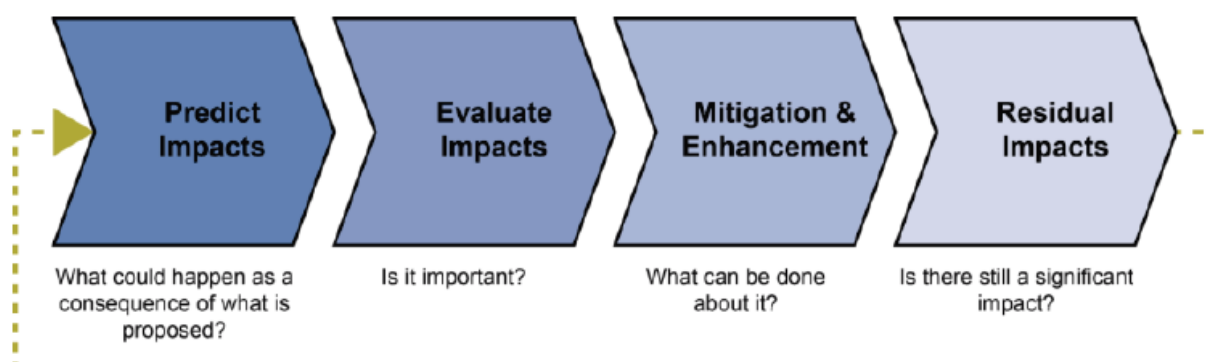 Predict
Impacts
Evaluate
Impacts
Mitigation &
Enhancement
Residual
Impacts
What could happen as a
consequence of what is
proposed?
Is it important?
What can be done
about it?
Is there still a significant
impact?